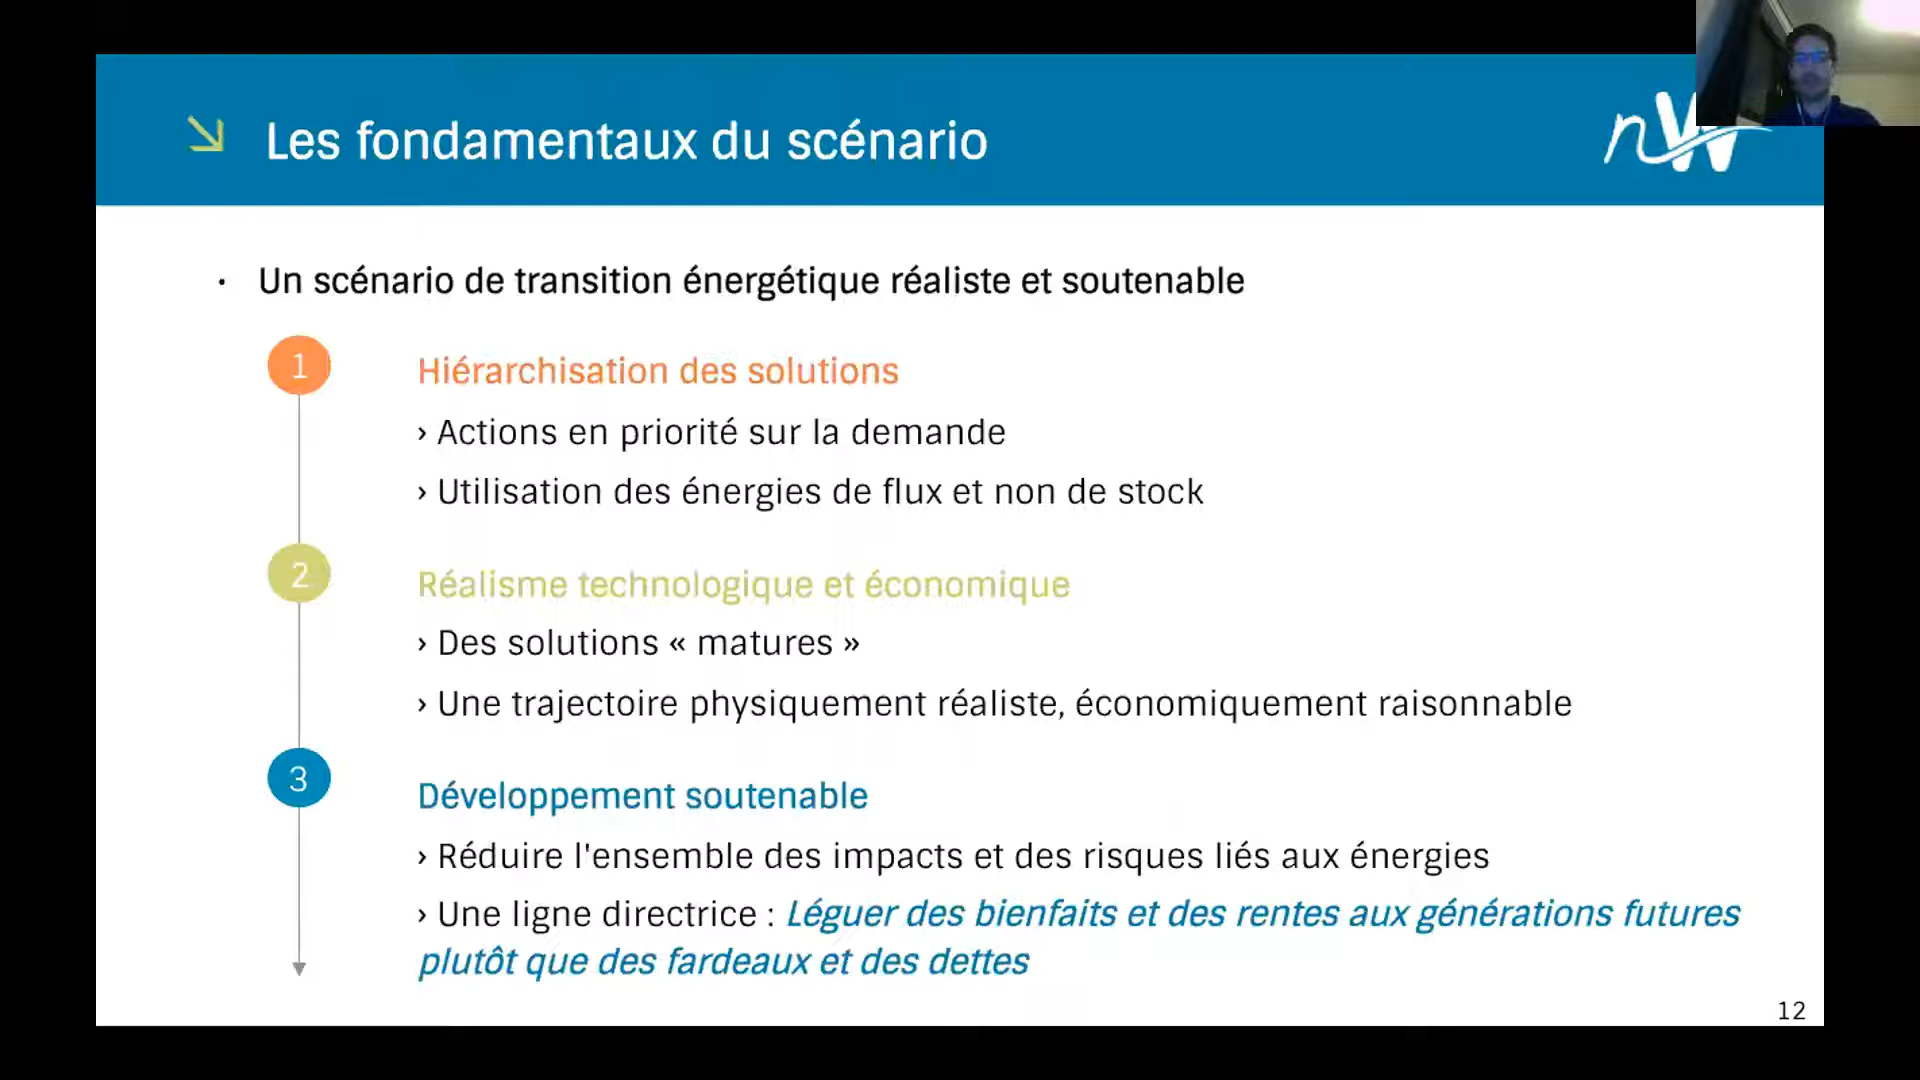 Les fondamentaux du scénario
nW
· Un scénario de transition énergétique réaliste et soutenable
1
Hiérarchisation des solutions
› Actions en priorité sur la demande
› Utilisation des énergies de flux et non de stock
2
Réalisme technologique et économique
› Des solutions « matures »
› Une trajectoire physiquement réaliste, économiquement raisonnable
3
Développement soutenable
› Réduire l'ensemble des impacts et des risques liés aux énergies
› Une ligne directrice : Léguer des bienfaits et des rentes aux générations futures
plutôt que des fardeaux et des dettes
12